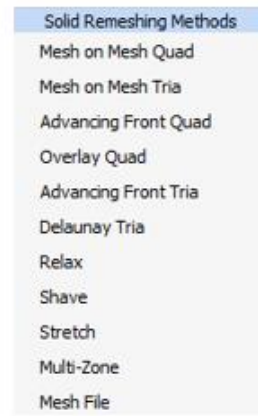 Solid Remeshing Methods
Mesh on Mesh Quad
Mesh on Mesh Tria
Advancing Front Quad
Overlay Quad
Advancing Front Tria
Delaunay Tria
Relax
Shave
Stretch
Multi-Zone
Mesh File